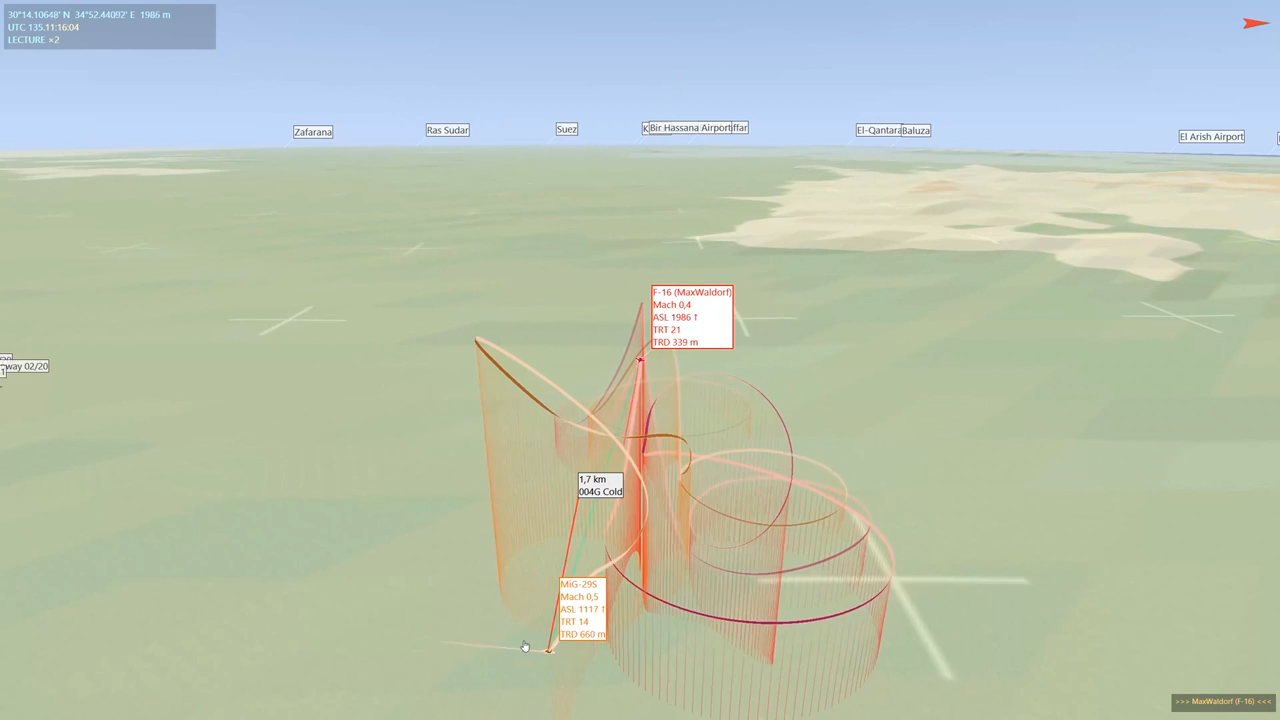 30°14.10648' N 34°52.44092' E 1986 m
UTC 135.11:16:04
LECTURE ×2
Zafarana
Ras Sudar
Suez
K
Bir Hassana Airport
ffar
El-Qantara
Baluza
El Arish Airport
way 02/20
1
F-16 (MaxWaldorf)
Mach 0,4
ASL 1986 ↑
TRT 21
TRD 339 m
1,7 km
004G Cold
MiG-29S
Mach 0,5
ASL 1117 ↑
TRT 14
TRD 660 m
>>> MaxWaldorf (F-16) <<<